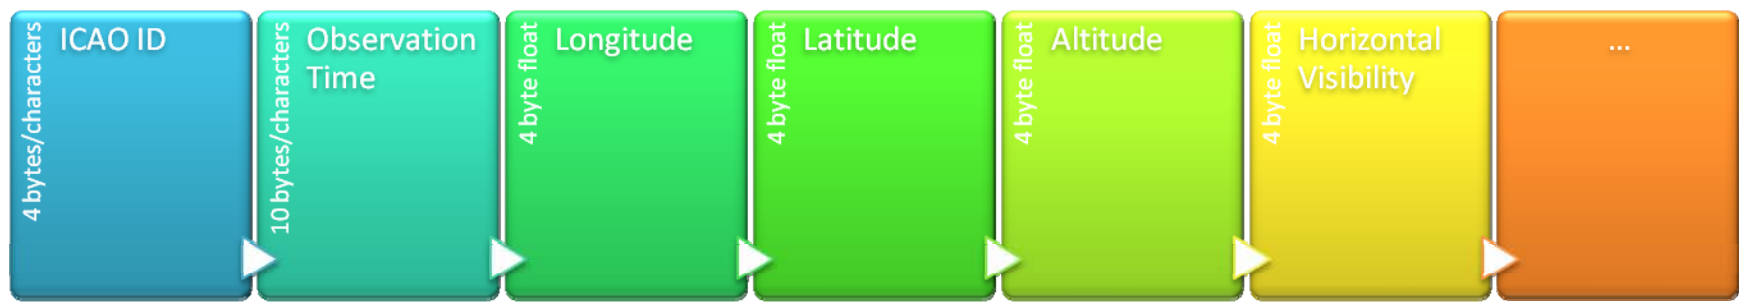 4 bytes/characters
ICAO ID
10 bytes/characters
Observation
Time
4 byte float
Longitude
4 byte float
Latitude
4 byte float
Altitude
4 byte float
Horizontal
Visibility
...